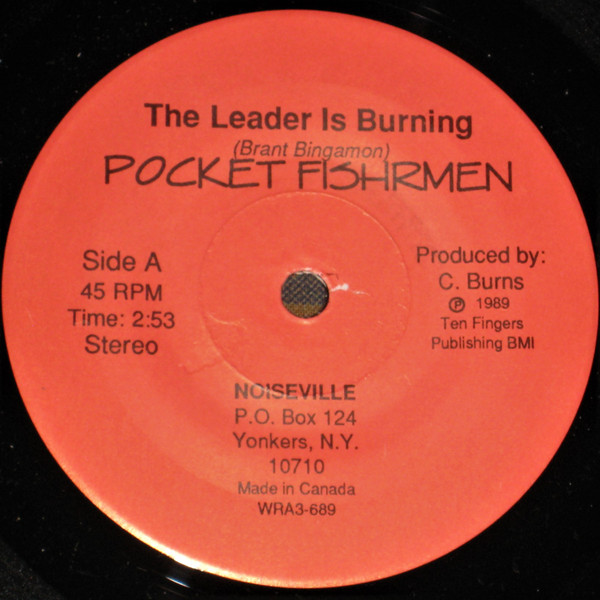 The Leader Is Burning
(Brant Bingamon)
POCKET FISHRMEN
Side A
45 RPM
Time: 2:53
Stereo
Produced by:
C. Burns
℗ 1989
Ten Fingers
Publishing BMI
NOISEVILLE
P.O. Box 124
Yonkers, N.Y.
10710
Made in Canada
WRA3-689